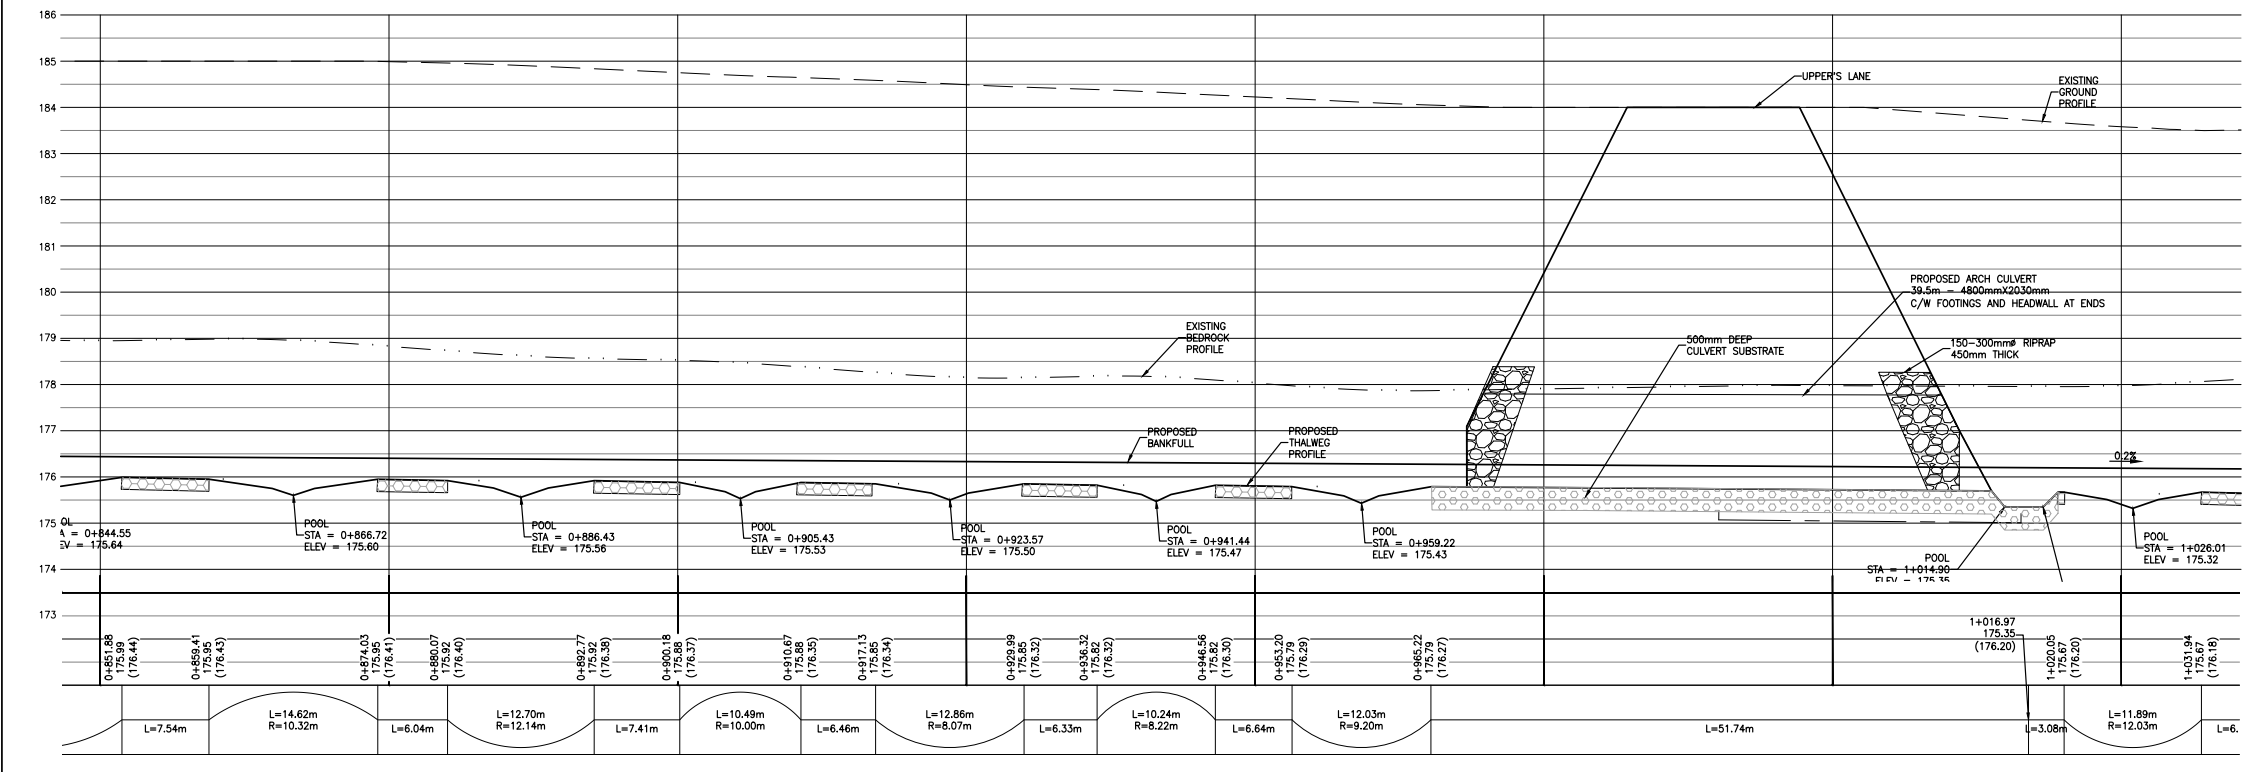 186
185
184
183
182
181
180
179
178
177
176
175
174
173
UPPER'S LANE
EXISTING
GROUND
PROFILE
PROPOSED ARCH CULVERT
39.5m - 4800mmX2030mm
C/W FOOTINGS AND HEADWALL AT ENDS
EXISTING
BEDROCK
PROFILE
500mm DEEP
CULVERT SUBSTRATE
150-300mmø RIPRAP
450mm THICK
PROPOSED
BANKFULL
PROPOSED
THALWEG
PROFILE
0.2%
OL
A = 0+844.55
EV = 175.64
POOL
STA = 0+866.72
ELEV = 175.60
POOL
STA = 0+886.43
ELEV = 175.56
POOL
STA = 0+905.43
ELEV = 175.53
POOL
STA = 0+923.57
ELEV = 175.50
POOL
STA = 0+941.44
ELEV = 175.47
POOL
STA = 0+959.22
ELEV = 175.43
POOL
STA = 1+014.90
ELEV = 175.35
POOL
STA = 1+026.01
ELEV = 175.32
0+851.88
175.99
(176.44)
0+859.41
175.95
(176.43)
0+874.03
175.95
(176.41)
0+880.07
175.92
(176.40)
0+892.77
175.92
(176.38)
0+900.18
175.88
(176.37)
0+910.67
175.88
(176.35)
0+917.13
175.85
(176.34)
0+929.99
175.85
(176.32)
0+936.32
175.82
(176.32)
0+946.56
175.82
(176.30)
0+953.20
175.79
(176.29)
0+965.22
175.79
(176.27)
1+016.97
175.35
(176.20)
1+020.05
175.67
(176.20)
1+031.94
175.67
(176.18)
L=7.54m
L=14.62m
R=10.32m
L=6.04m
L=12.70m
R=12.14m
L=7.41m
L=10.49m
R=10.00m
L=6.46m
L=12.86m
R=8.07m
L=6.33m
L=10.24m
R=8.22m
L=6.64m
L=12.03m
R=9.20m
L=51.74m
L=3.08m
L=11.89m
R=12.03m
L=6.